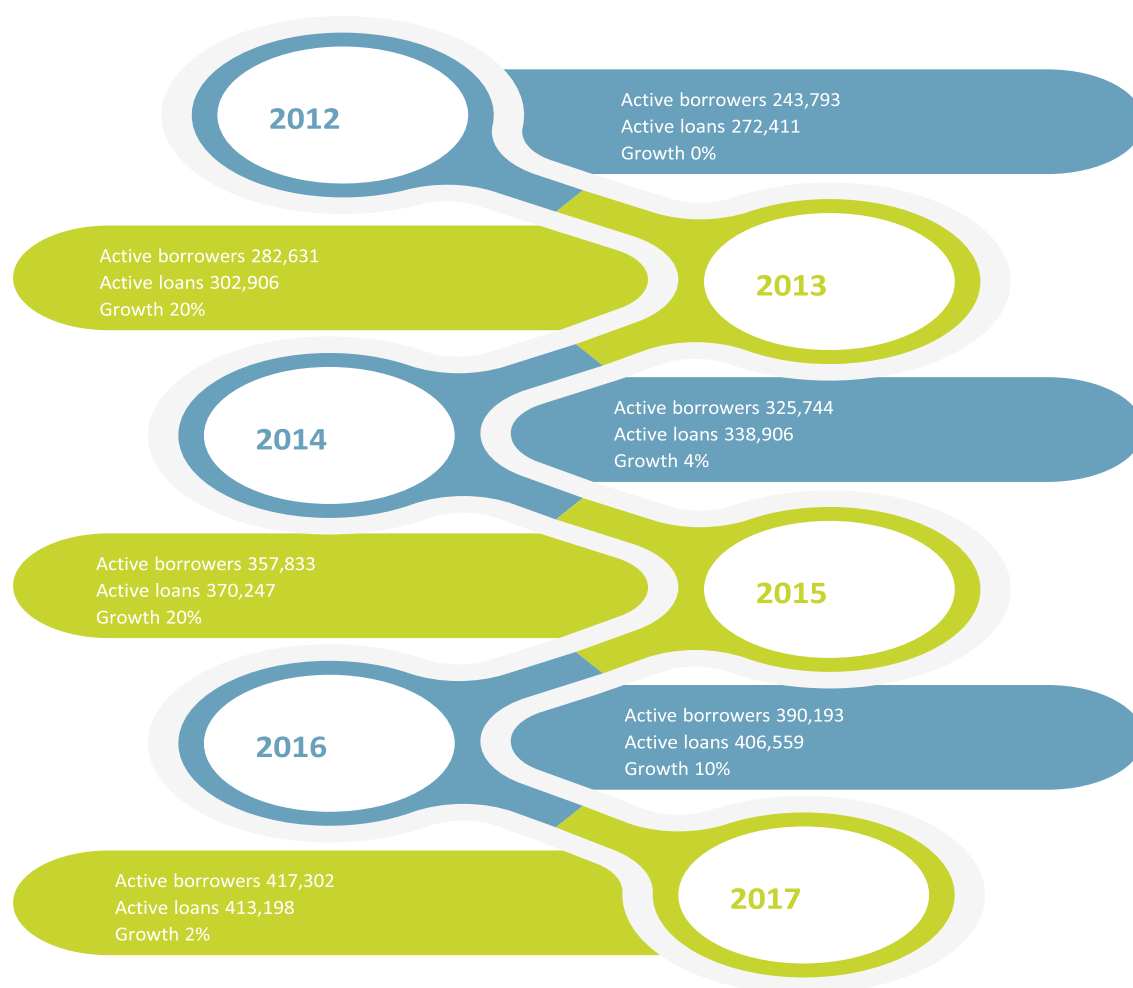 2012
Active borrowers 243,793
Active loans 272,411
Growth 0%
Active borrowers 282,631
Active loans 302,906
Growth 20%
2013
2014
Active borrowers 325,744
Active loans 338,906
Growth 4%
Active borrowers 357,833
Active loans 370,247
Growth 20%
2015
2016
Active borrowers 390,193
Active loans 406,559
Growth 10%
Active borrowers 417,302
Active loans 413,198
Growth 2%
2017